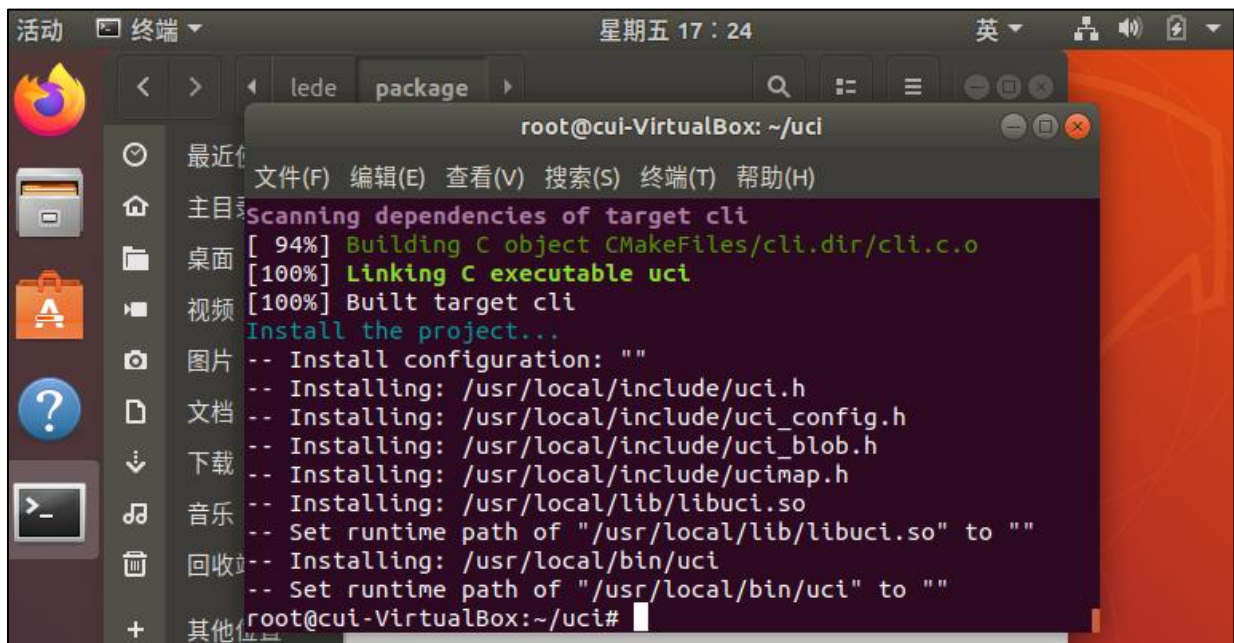 活动 终端 星期五 17：24 英
lede package
root@cui-VirtualBox: ~/uci
最近
文件(F) 编辑(E) 查看(V) 搜索(S) 终端(T) 帮助(H)
主目
桌面
视频
图片
文档
下载
音乐
回收
其他
Scanning dependencies of target cli
[ 94%] Building C object CMakeFiles/cli.dir/cli.c.o
[100%] Linking C executable uci
[100%] Built target cli
Install the project...
-- Install configuration: ""
-- Installing: /usr/local/include/uci.h
-- Installing: /usr/local/include/uci_config.h
-- Installing: /usr/local/include/uci_blob.h
-- Installing: /usr/local/include/ucimap.h
-- Installing: /usr/local/lib/libuci.so
-- Set runtime path of "/usr/local/lib/libuci.so" to ""
-- Installing: /usr/local/bin/uci
-- Set runtime path of "/usr/local/bin/uci" to ""
root@cui-VirtualBox:~/uci#